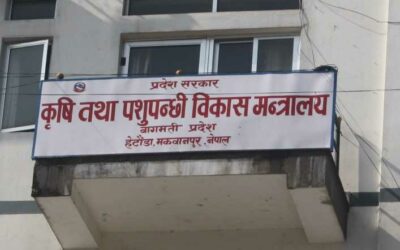 प्रदेश सरकार
कृषि तथा पशुपन्छी विकास मन्त्रालय
बागमती प्रदेश
हेटौंडा, मकवानपुर, नेपाल